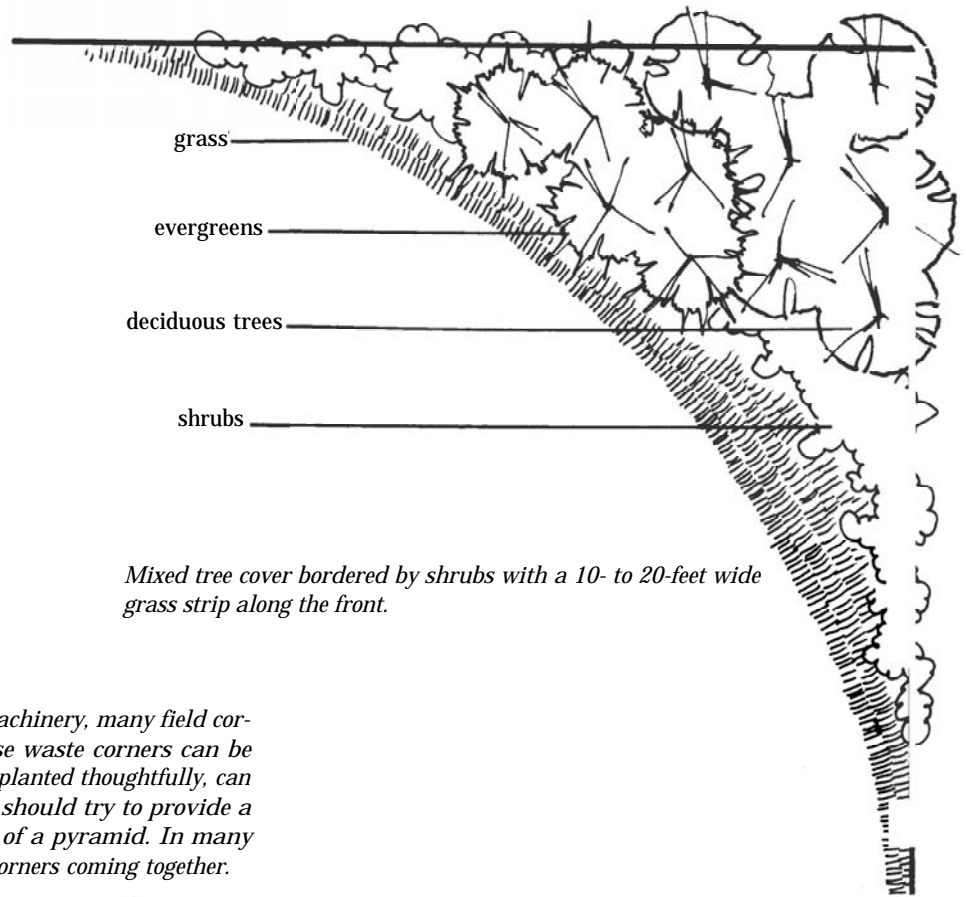 grass
evergreens
deciduous trees
shrubs
Mixed tree cover bordered by shrubs with a 10- to 20-feet wide
grass strip along the front.
achinery, many field cor-
se waste corners can be
planted thoughtfully, can
should try to provide a
of a pyramid. In many
orners coming together.